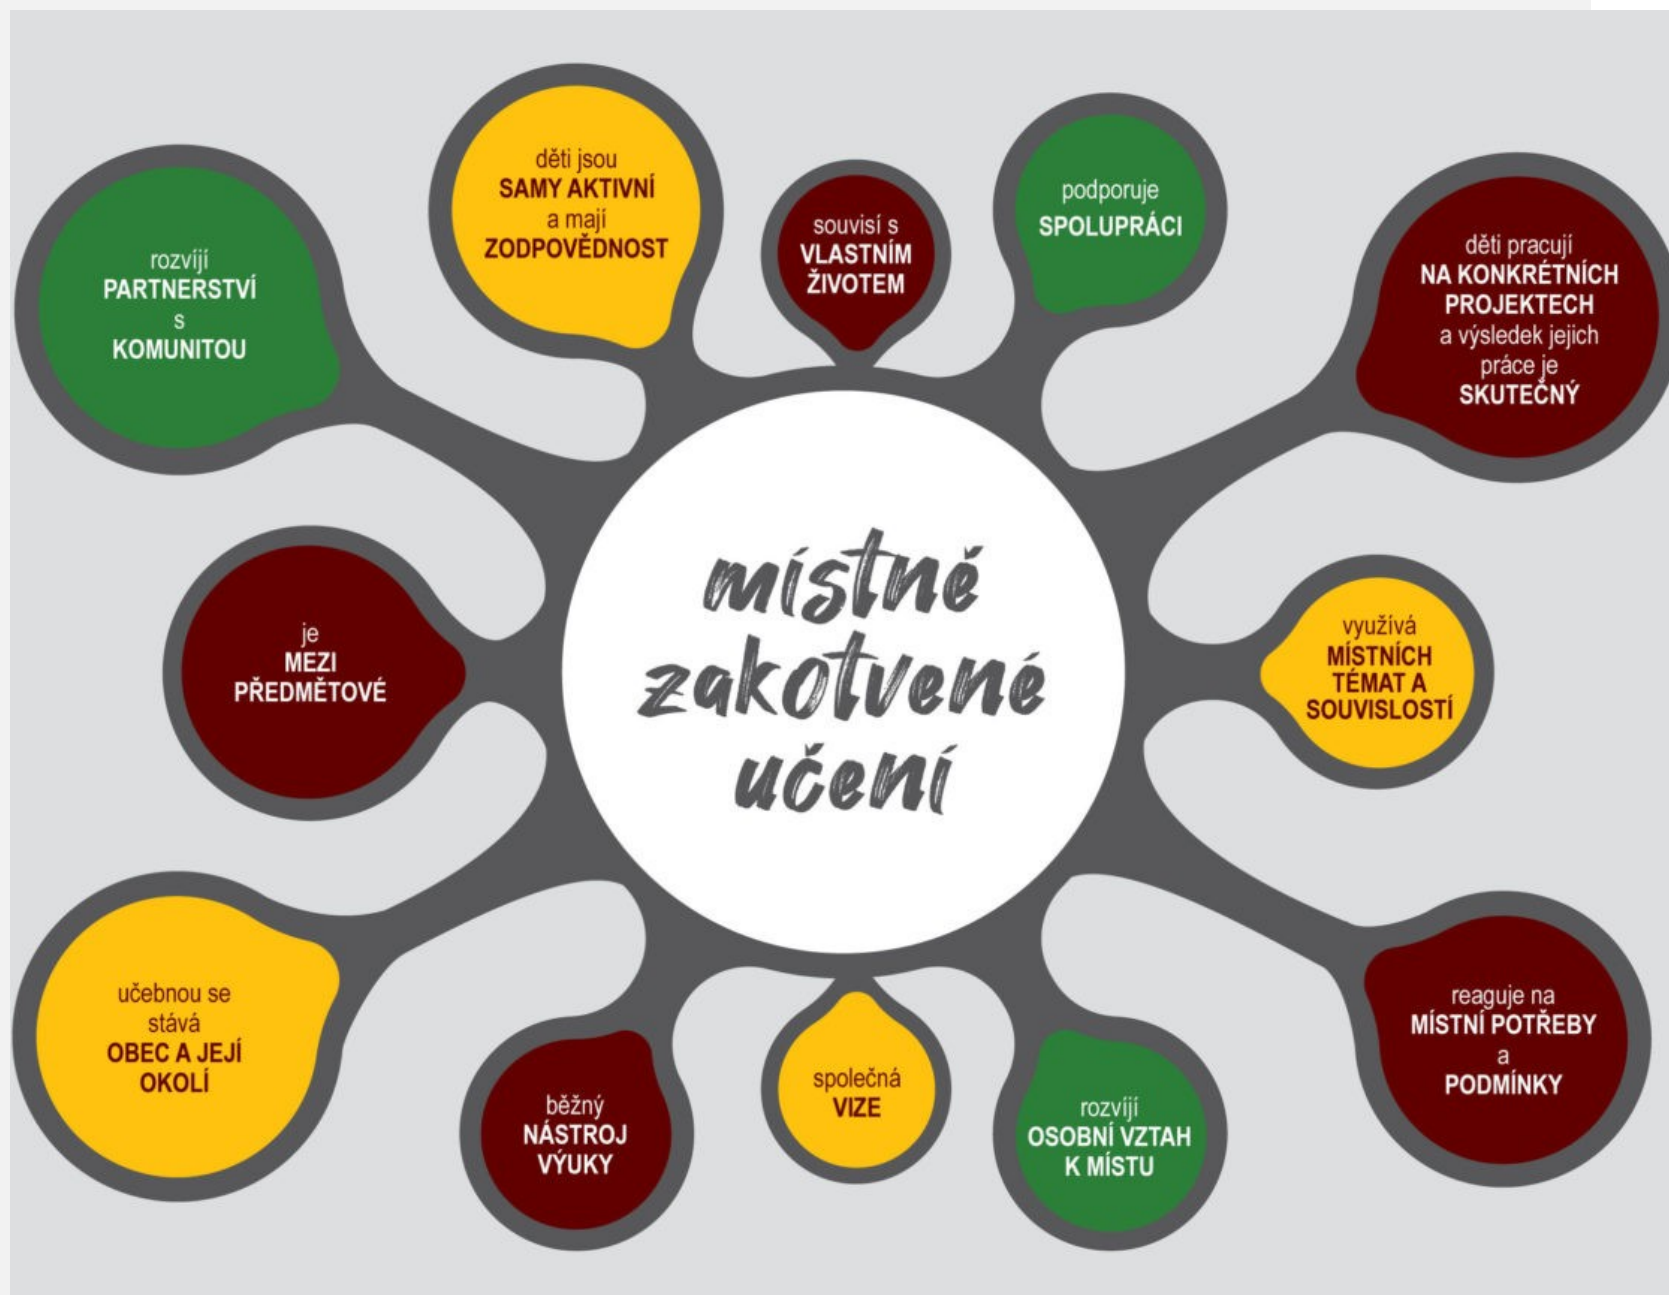 děti jsou
SAMY AKTIVNÍ
a mají
ZODPOVĚDNOST
souvisí s
VLASTNÍM
ŽIVOTEM
podporuje
SPOLUPRÁCI
rozvíjí
PARTNERSTVÍ
s
KOMUNITOU
děti pracují
NA KONKRÉTNÍCH
PROJEKTECH
a výsledek jejich
práce je
SKUTEČNÝ
je
MEZI
PŘEDMĚTOVÉ
místně
zakotvené
učení
využívá
MÍSTNÍCH
TÉMAT A
SOUVISLOSTÍ
učebnou se
stává
OBEC A JEJÍ
OKOLÍ
běžný
NÁSTROJ
VÝUKY
společná
VIZE
rozvíjí
OSOBNÍ VZTAH
K MÍSTU
reaguje na
MÍSTNÍ POTŘEBY
a
PODMÍNKY